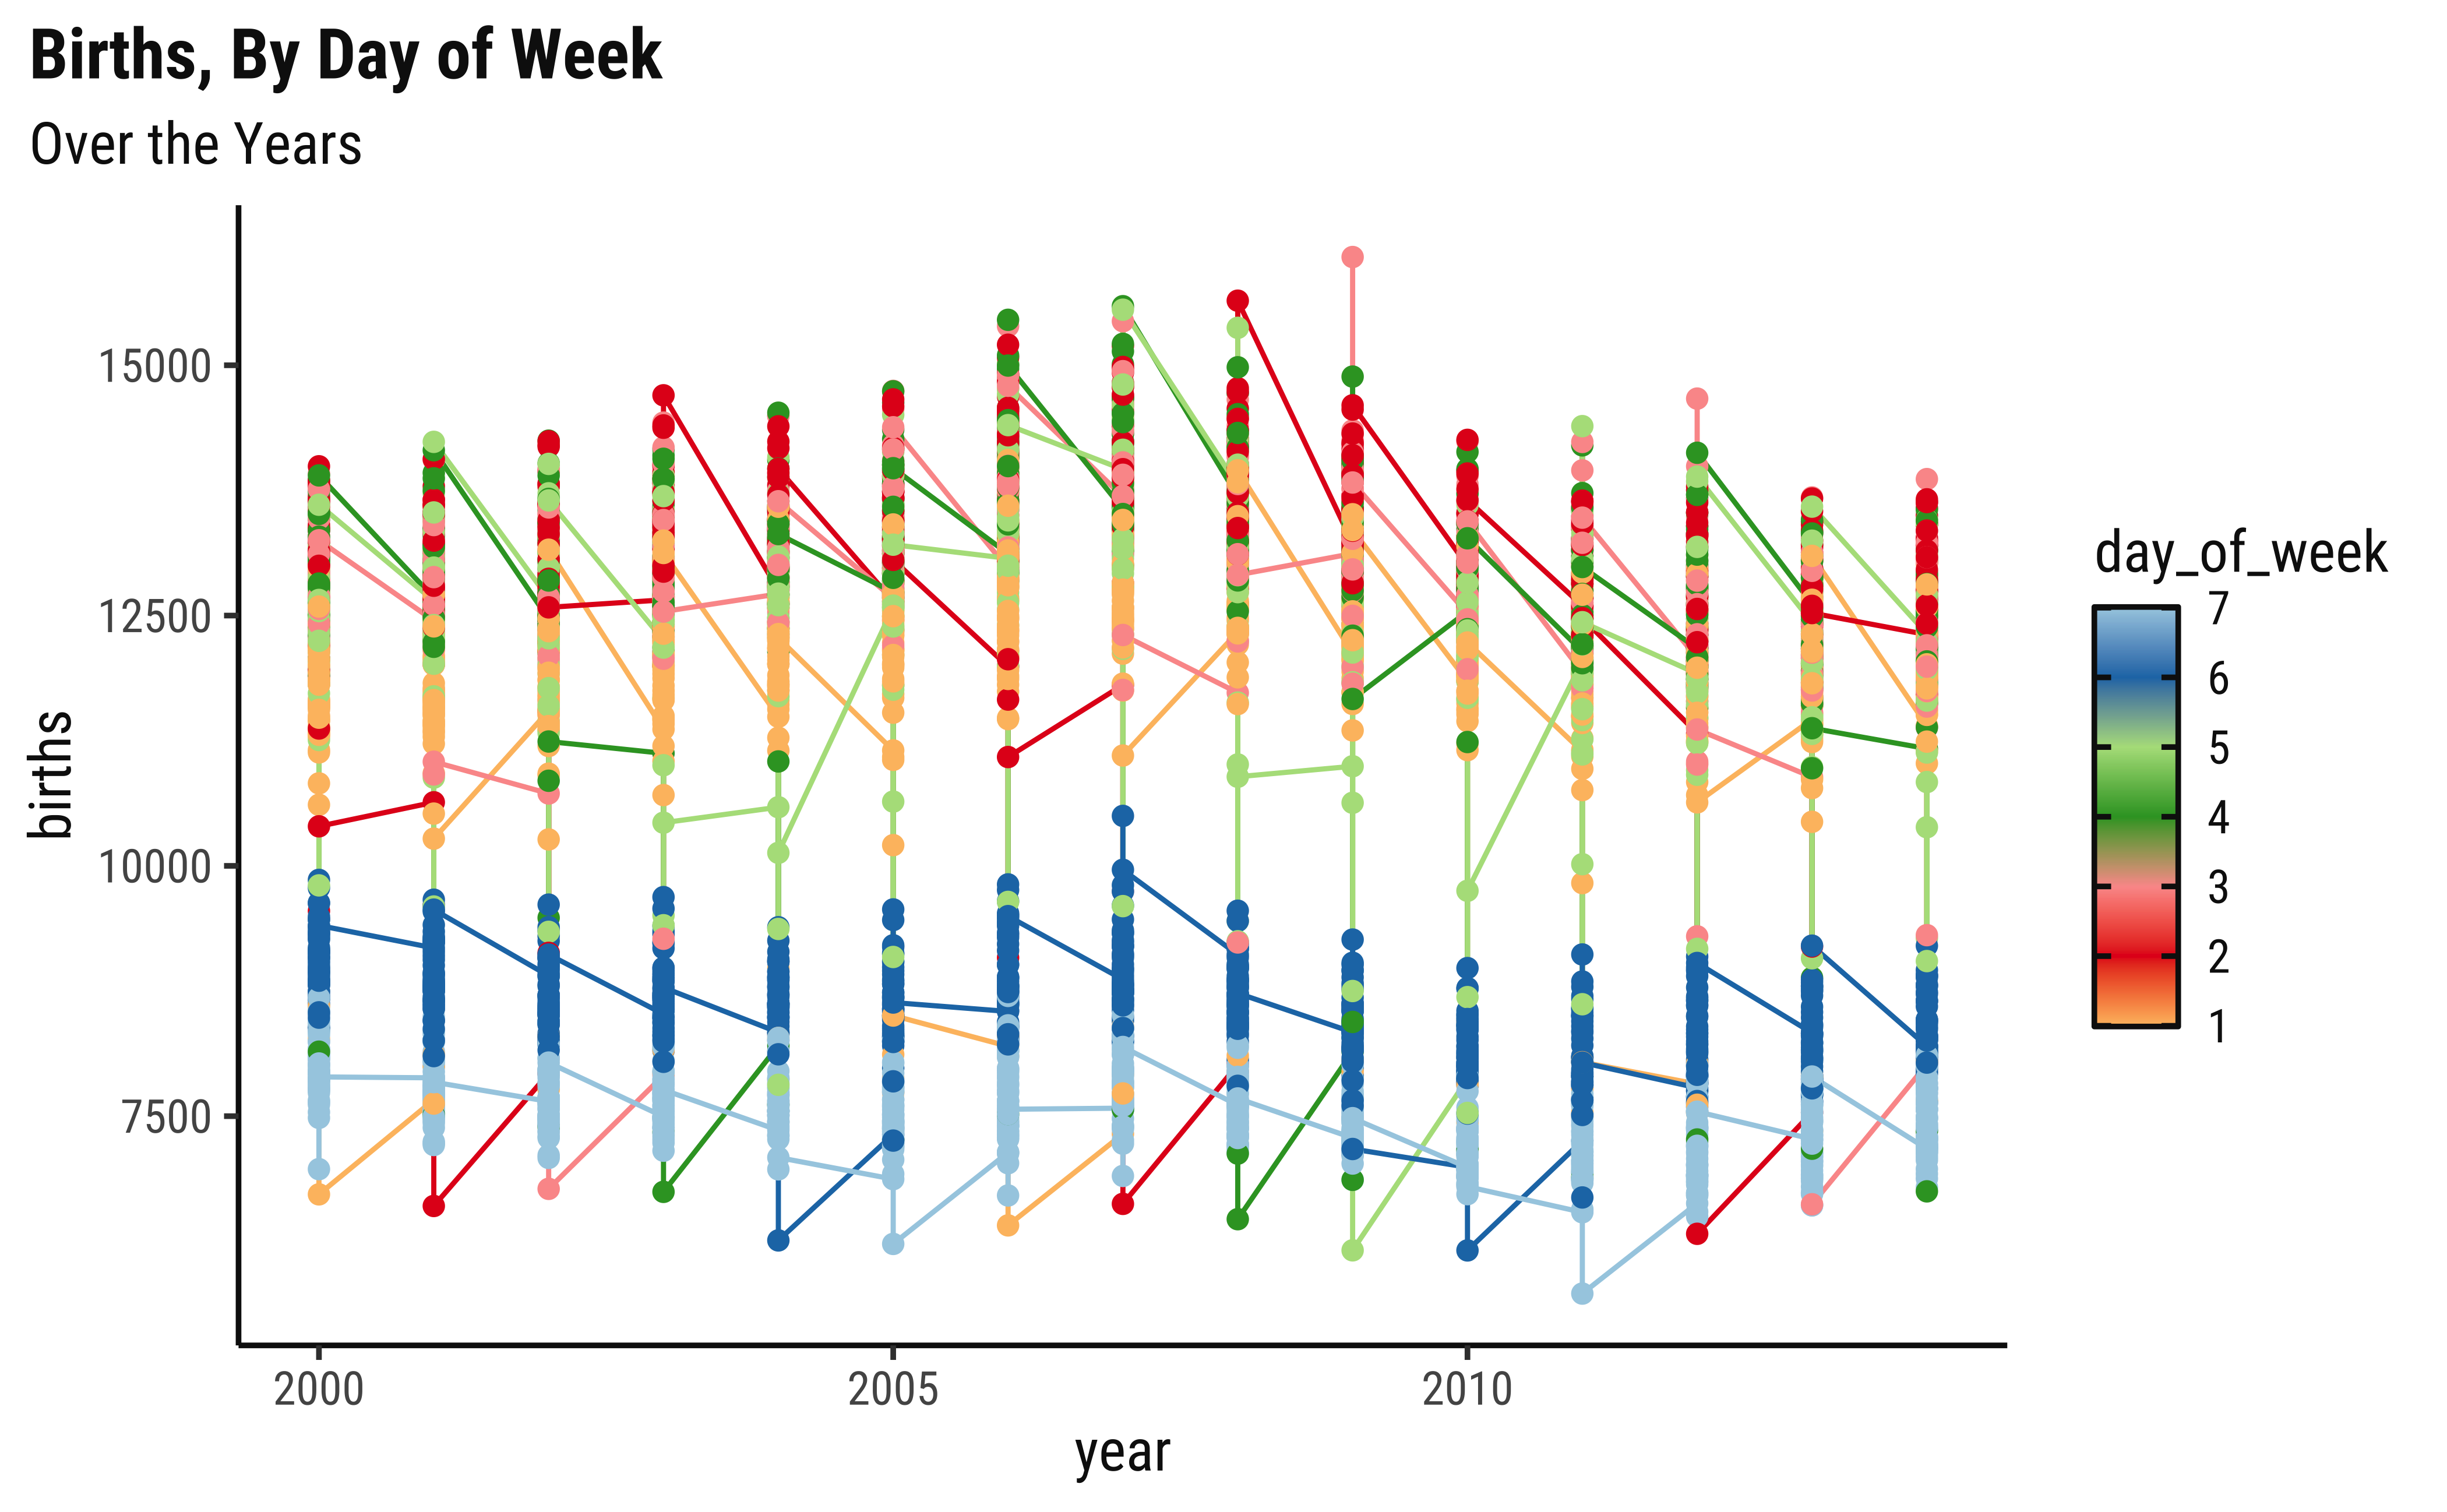 Births, By Day of Week
Over the Years
births
15000
12500
10000
7500
2000
2005
2010
year
day_of_week
7
6
5
4
3
2
1